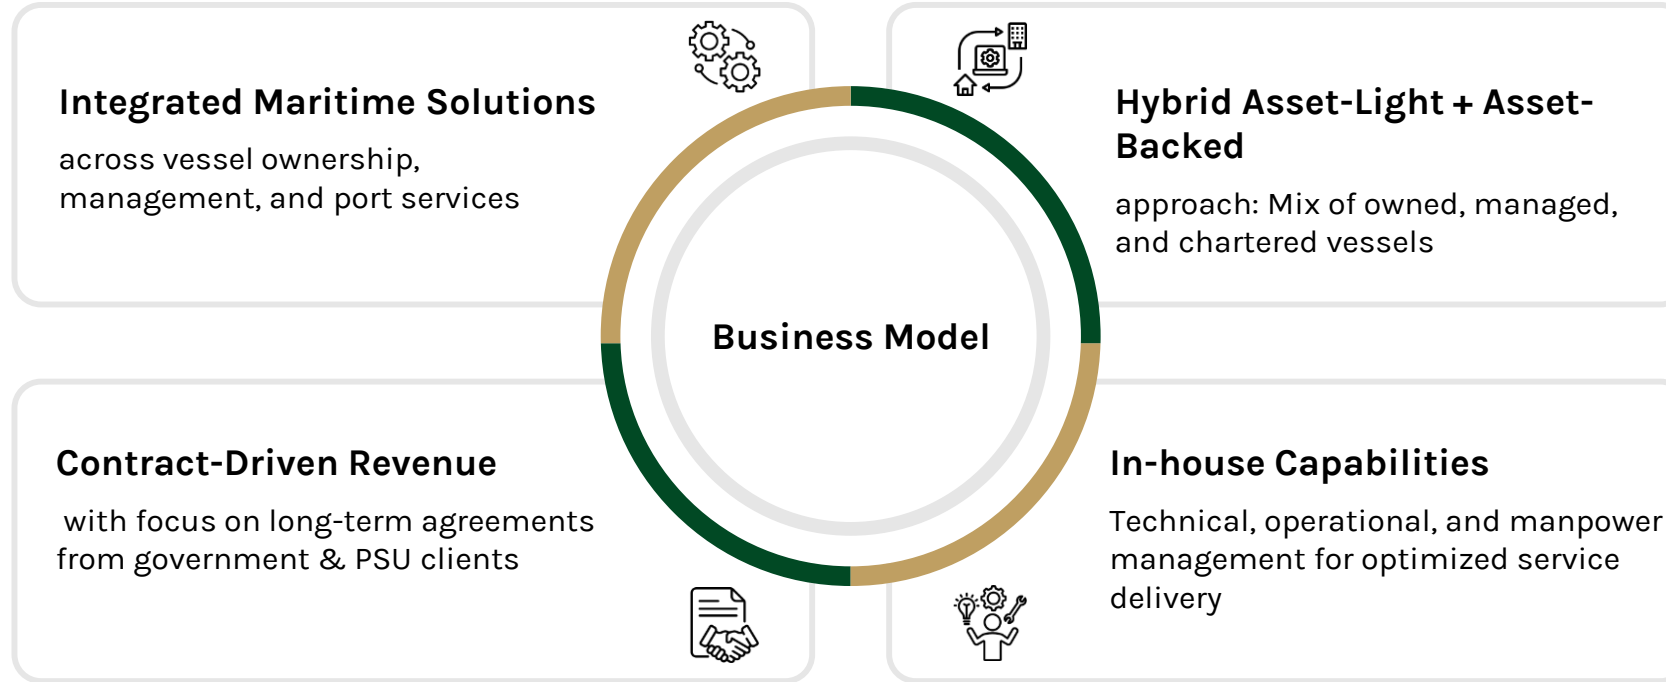 Integrated Maritime Solutions
across vessel ownership,
management, and port services
Hybrid Asset-Light + Asset-
Backed
approach: Mix of owned, managed,
and chartered vessels
Business Model
Contract-Driven Revenue
with focus on long-term agreements
from government & PSU clients
In-house Capabilities
Technical, operational, and manpower
management for optimized service
delivery